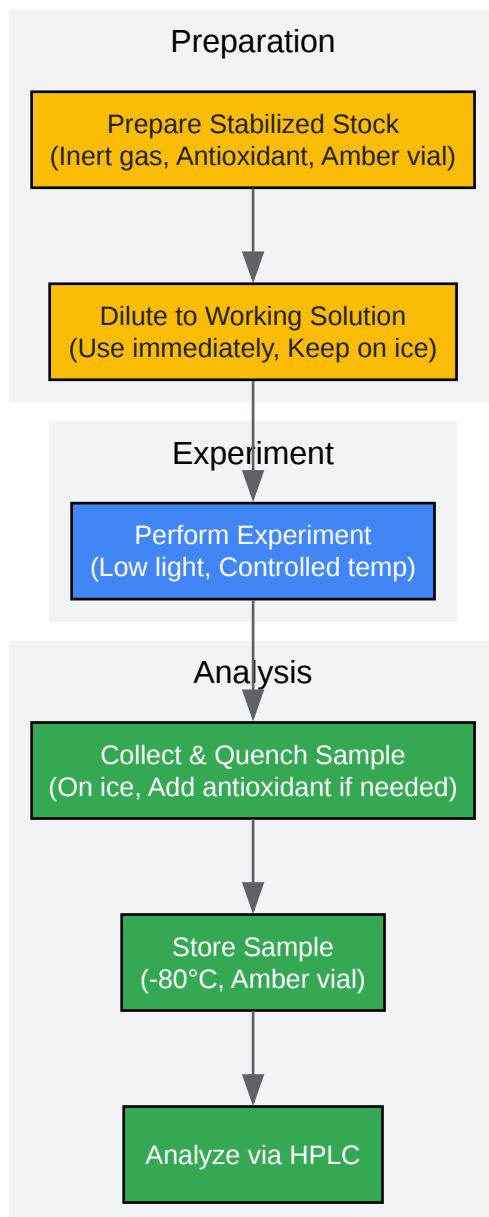 Preparation
Prepare Stabilized Stock
(Inert gas, Antioxidant, Amber vial)
Dilute to Working Solution
(Use immediately, Keep on ice)
Experiment
Perform Experiment
(Low light, Controlled temp)
Analysis
Collect & Quench Sample
(On ice, Add antioxidant if needed)
Store Sample
(-80°C, Amber vial)
Analyze via HPLC